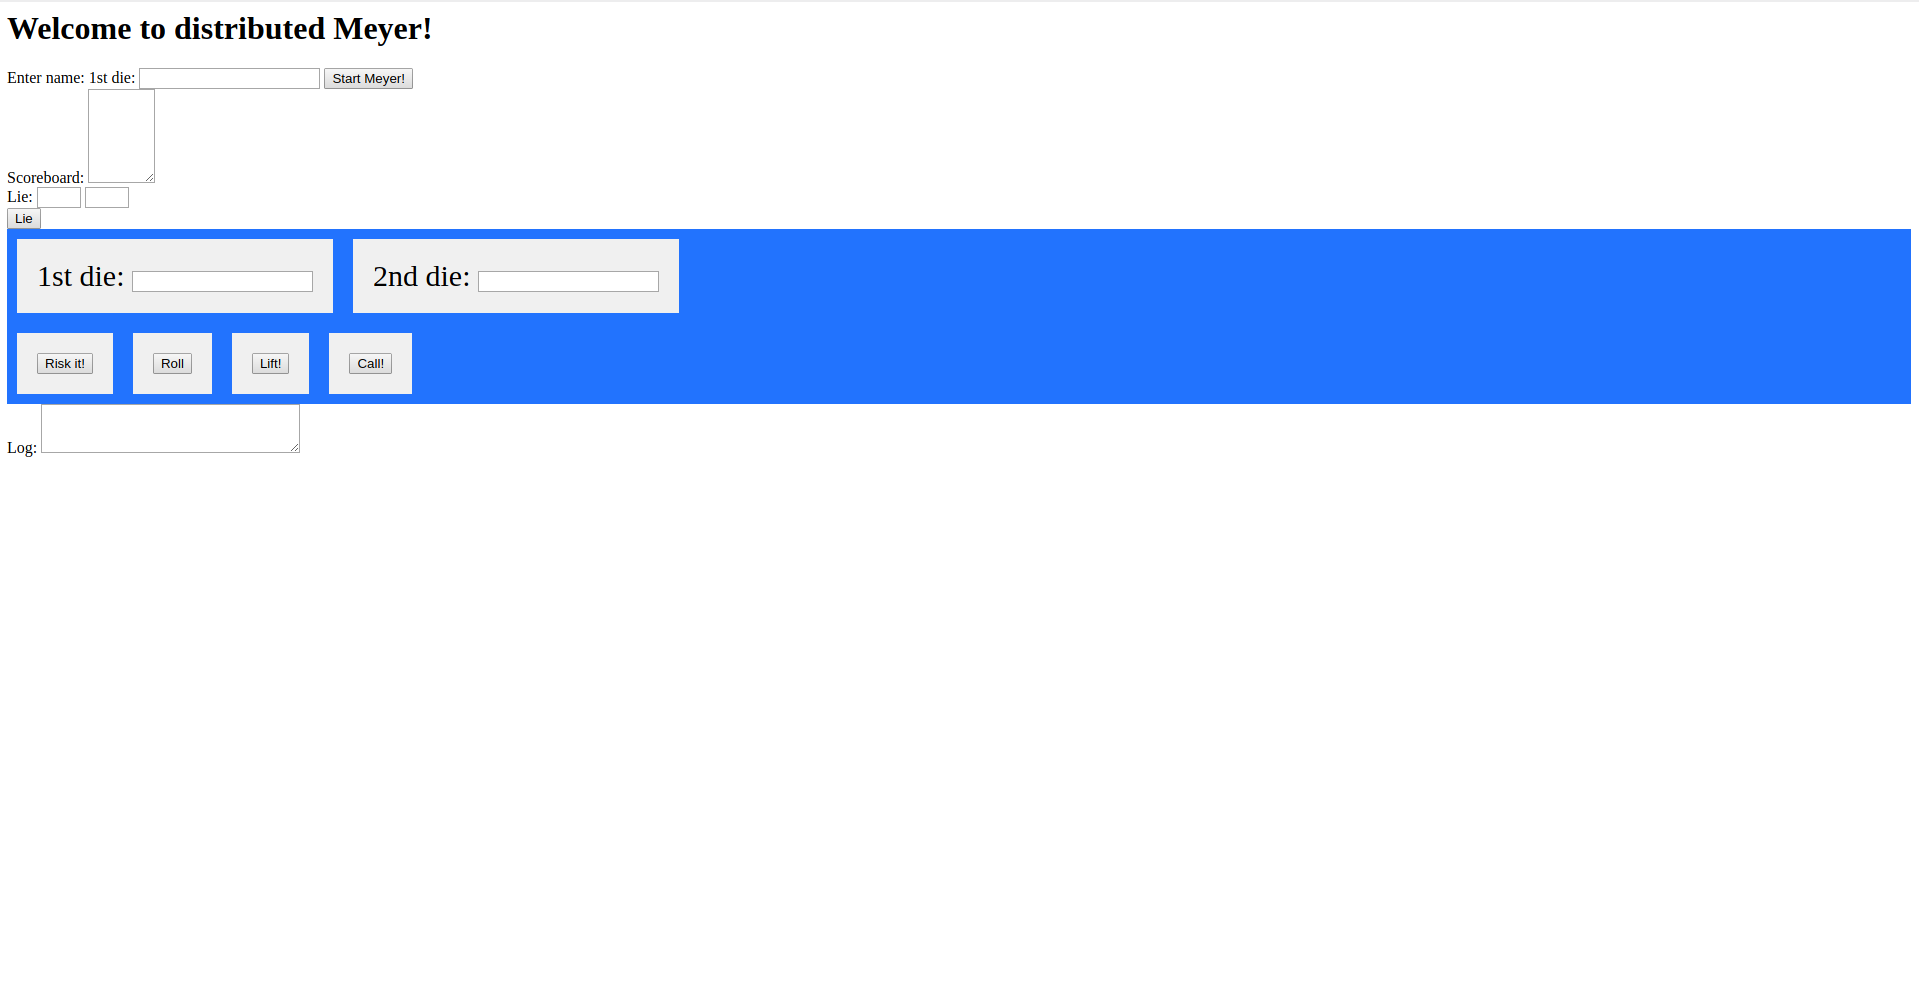 Welcome to distributed Meyer!
Enter name: 1st die: Start Meyer!
Scoreboard:
Lie:
Lie
1st die: 2nd die:
Risk it! Roll Lift! Call!
Log: